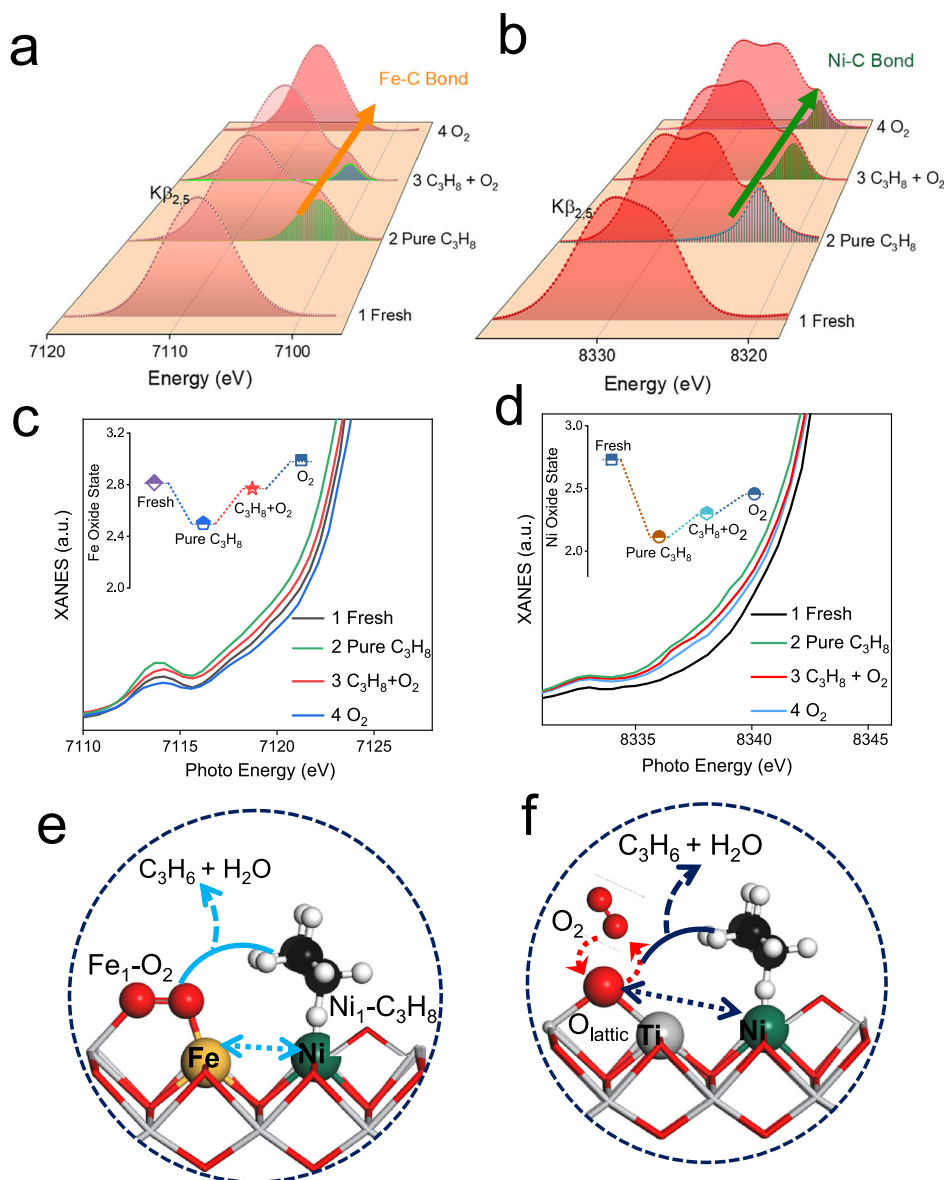 a
Fe-C Bond
4 O₂
3 C₃H₈ + O₂
Kβ₂,₅
2 Pure C₃H₈
1 Fresh
7120
7110
7100
Energy (eV)
b
Ni-C Bond
4 O₂
3 C₃H₈ + O₂
Kβ₂,₅
2 Pure C₃H₈
1 Fresh
8330
8320
Energy (eV)
c
XANES (a.u.)
Fe Oxide State
3.2
2.8
2.4
2.0
Fresh
Pure C₃H₈
C₃H₈+O₂
O₂
1 Fresh
2 Pure C₃H₈
3 C₃H₈+O₂
4 O₂
7110
7115
7120
7125
Photo Energy (eV)
d
XANES (a.u.)
Ni Oxide State
3.0
2.5
2.0
Fresh
Pure C₃H₈
C₃H₈+O₂
O₂
1 Fresh
2 Pure C₃H₈
3 C₃H₈ + O₂
4 O₂
8335
8340
8345
Photo Energy (eV)
e
C₃H₆ + H₂O
Fe₁-O₂
Ni₁-C₃H₈
Fe
Ni
f
C₃H₆ + H₂O
O₂
O lattic
Ti
Ni